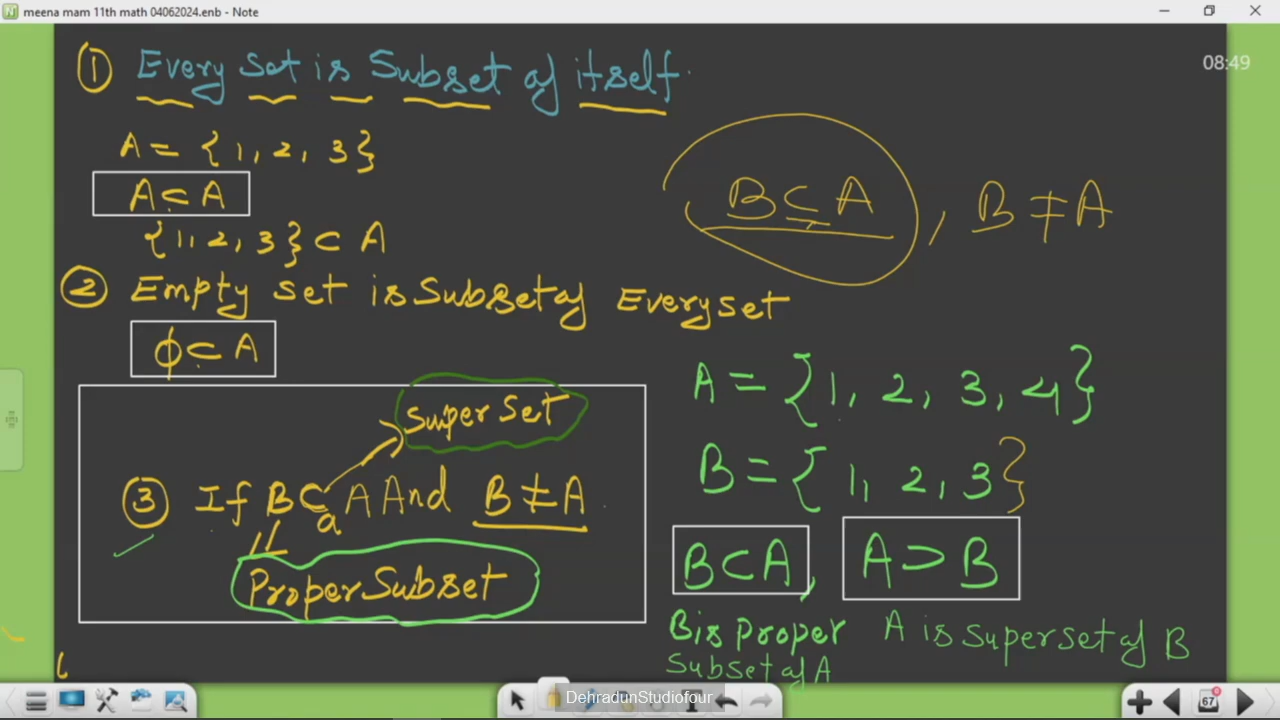 meena mam 11th math 04062024.enb - Note
08:49
① Every set is Subset of itself.
A = {1, 2, 3}
A⊂A
{1, 2, 3} ⊂ A
B⊆A, B≠A
② Empty set is Subset of Every set
ϕ⊂A
Super Set
③ If B⊂A And B≠A
a
Proper Subset
A = {1, 2, 3, 4}
B = {1, 2, 3}
B⊂A, A⊃B
B is Proper Subset of A
A is Superset of B
DehradunStudiofour
67